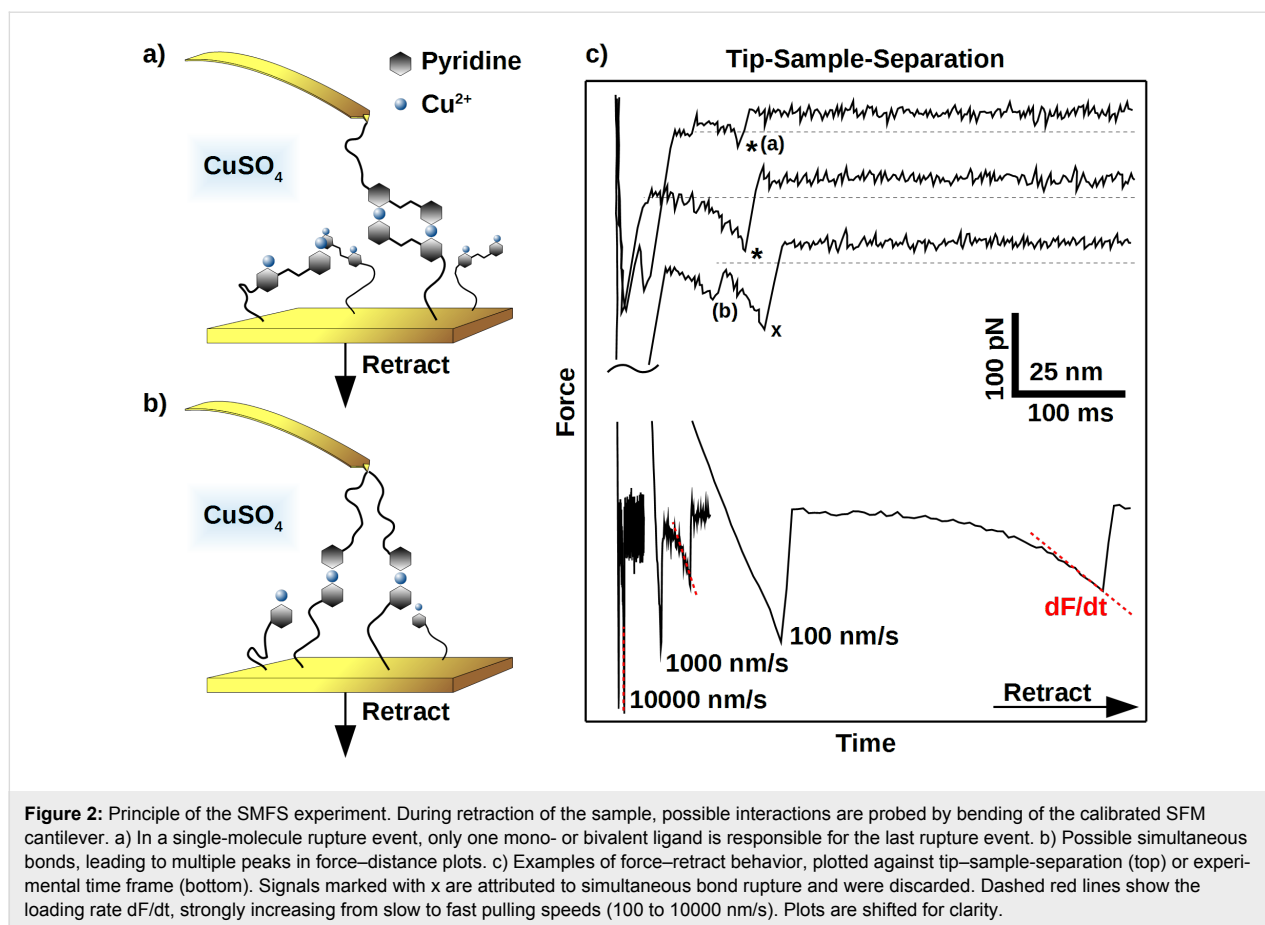 a)
Pyridine
Cu²⁺
CuSO₄
Retract
b)
CuSO₄
Retract
c)
Tip-Sample-Separation
* (a)
*
(b)
x
Force
100 pN
25 nm
100 ms
dF/dt
100 nm/s
1000 nm/s
10000 nm/s
Retract
Time
Figure 2: Principle of the SMFS experiment. During retraction of the sample, possible interactions are probed by bending of the calibrated SFM
cantilever. a) In a single-molecule rupture event, only one mono- or bivalent ligand is responsible for the last rupture event. b) Possible simultaneous
bonds, leading to multiple peaks in force–distance plots. c) Examples of force–retract behavior, plotted against tip–sample-separation (top) or experi-
mental time frame (bottom). Signals marked with x are attributed to simultaneous bond rupture and were discarded. Dashed red lines show the
loading rate dF/dt, strongly increasing from slow to fast pulling speeds (100 to 10000 nm/s). Plots are shifted for clarity.